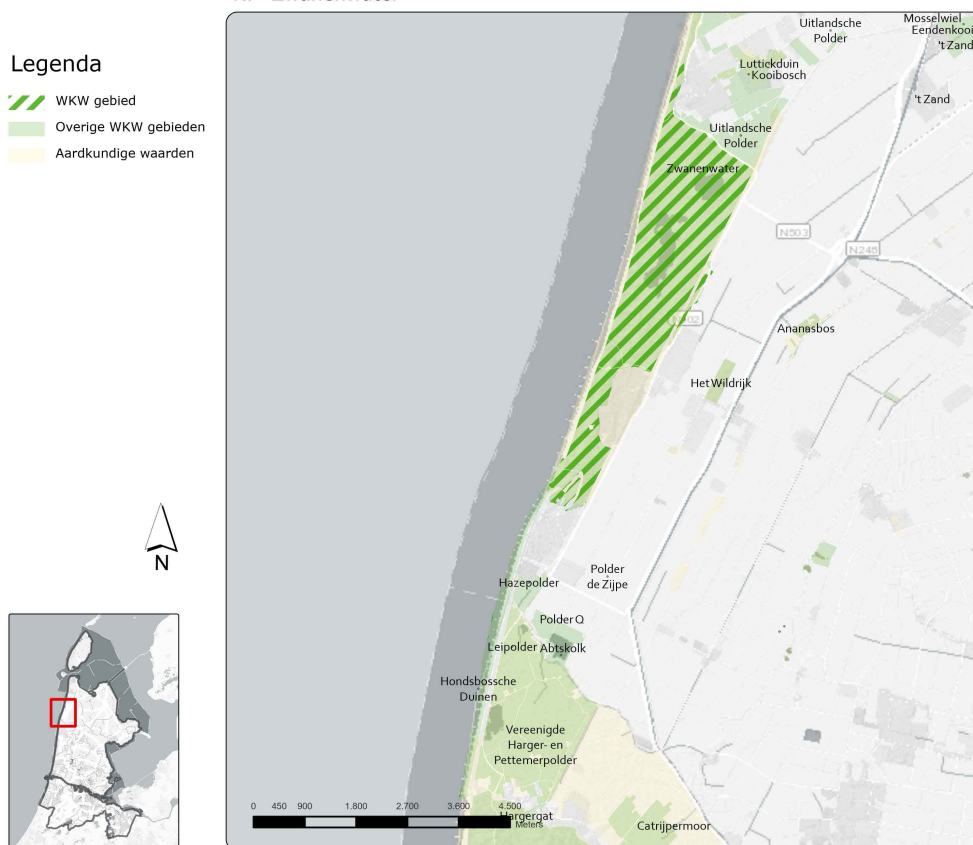 Legenda
WKW gebied
Overige WKW gebieden
Aardkundige waarden
N
Uitlandsche
Polder
Mosselwiel
Eendenkooi
't Zand
Luttickduin
Kooibosch
't Zand
Uitlandsche
Polder
Zwanenwater
N503
N248
Ananasbos
Het Wildrijk
Hazepolder
Polder
de Zijpe
Polder Q
Leipolder
Abtskolk
Hondsbossche
Duinen
Vereenigde
Harger- en
Pettemerpolder
0 450 900 1.800 2.700 3.600 4.500
Meters
Hargergat
Catrijpermoor